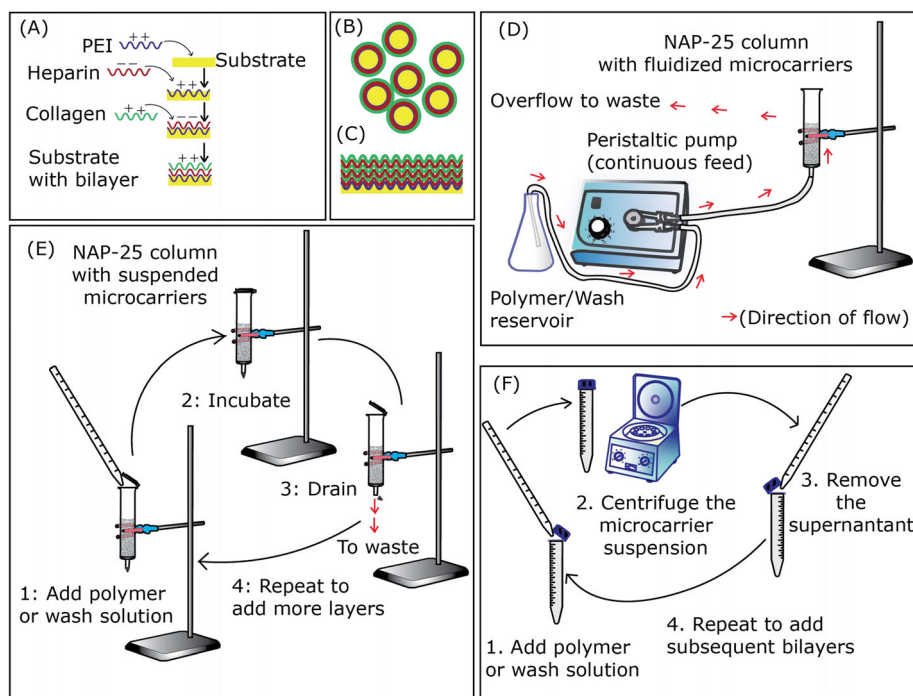 (A)
++
PEI
Substrate
− −
Heparin
++
++
Collagen
− −
++
Substrate
with bilayer
(B)
(C)
(D)
NAP-25 column
with fluidized microcarriers
Overflow to waste
Peristaltic pump
(continuous feed)
Polymer/Wash
reservoir
(Direction of flow)
(E)
NAP-25 column
with suspended
microcarriers
2: Incubate
3: Drain
To waste
1: Add polymer
or wash solution
4: Repeat to
add more layers
(F)
2. Centrifuge the
microcarrier
suspension
3. Remove
the
supernantant
1. Add polymer
or wash solution
4. Repeat to add
subsequent bilayers